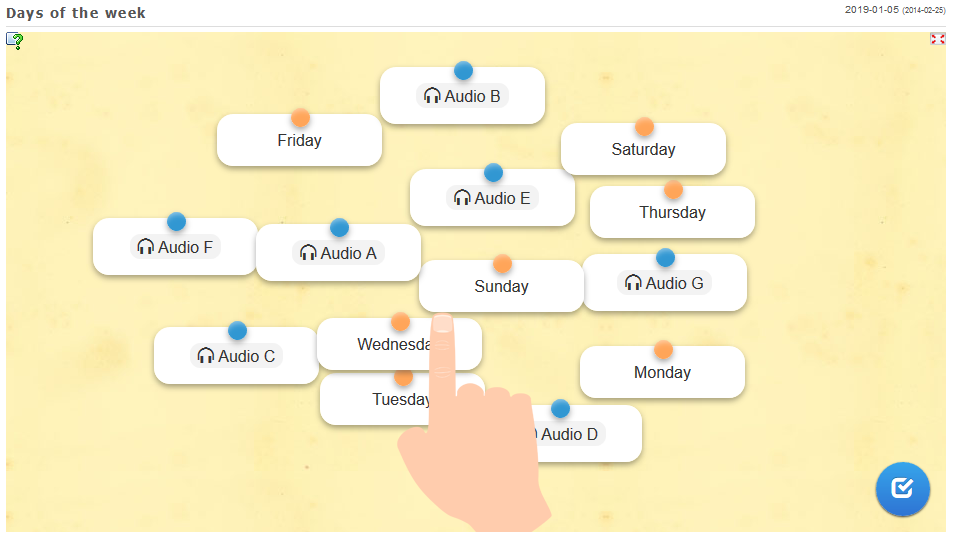 Days of the week
2019-01-05 (2014-02-25)
Audio B
Friday
Saturday
Audio E
Thursday
Audio F
Audio A
Sunday
Audio G
Wednesda
Audio C
Monday
Tuesday
Audio D